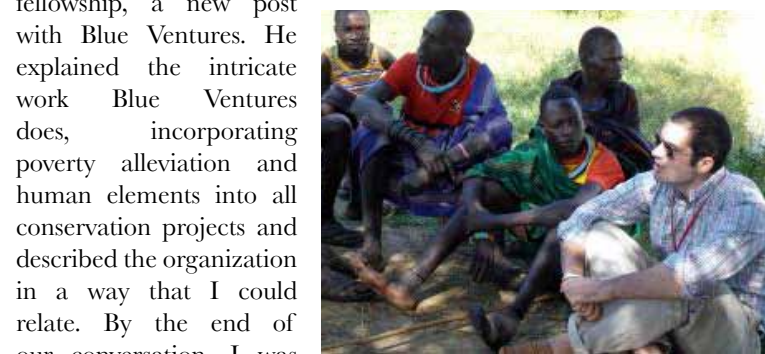 fellowship, a new post
with Blue Ventures. He
explained the intricate
work Blue Ventures
does, incorporating
poverty alleviation and
human elements into all
conservation projects and
described the organization
in a way that I could
relate. By the end of
our conversation, I was